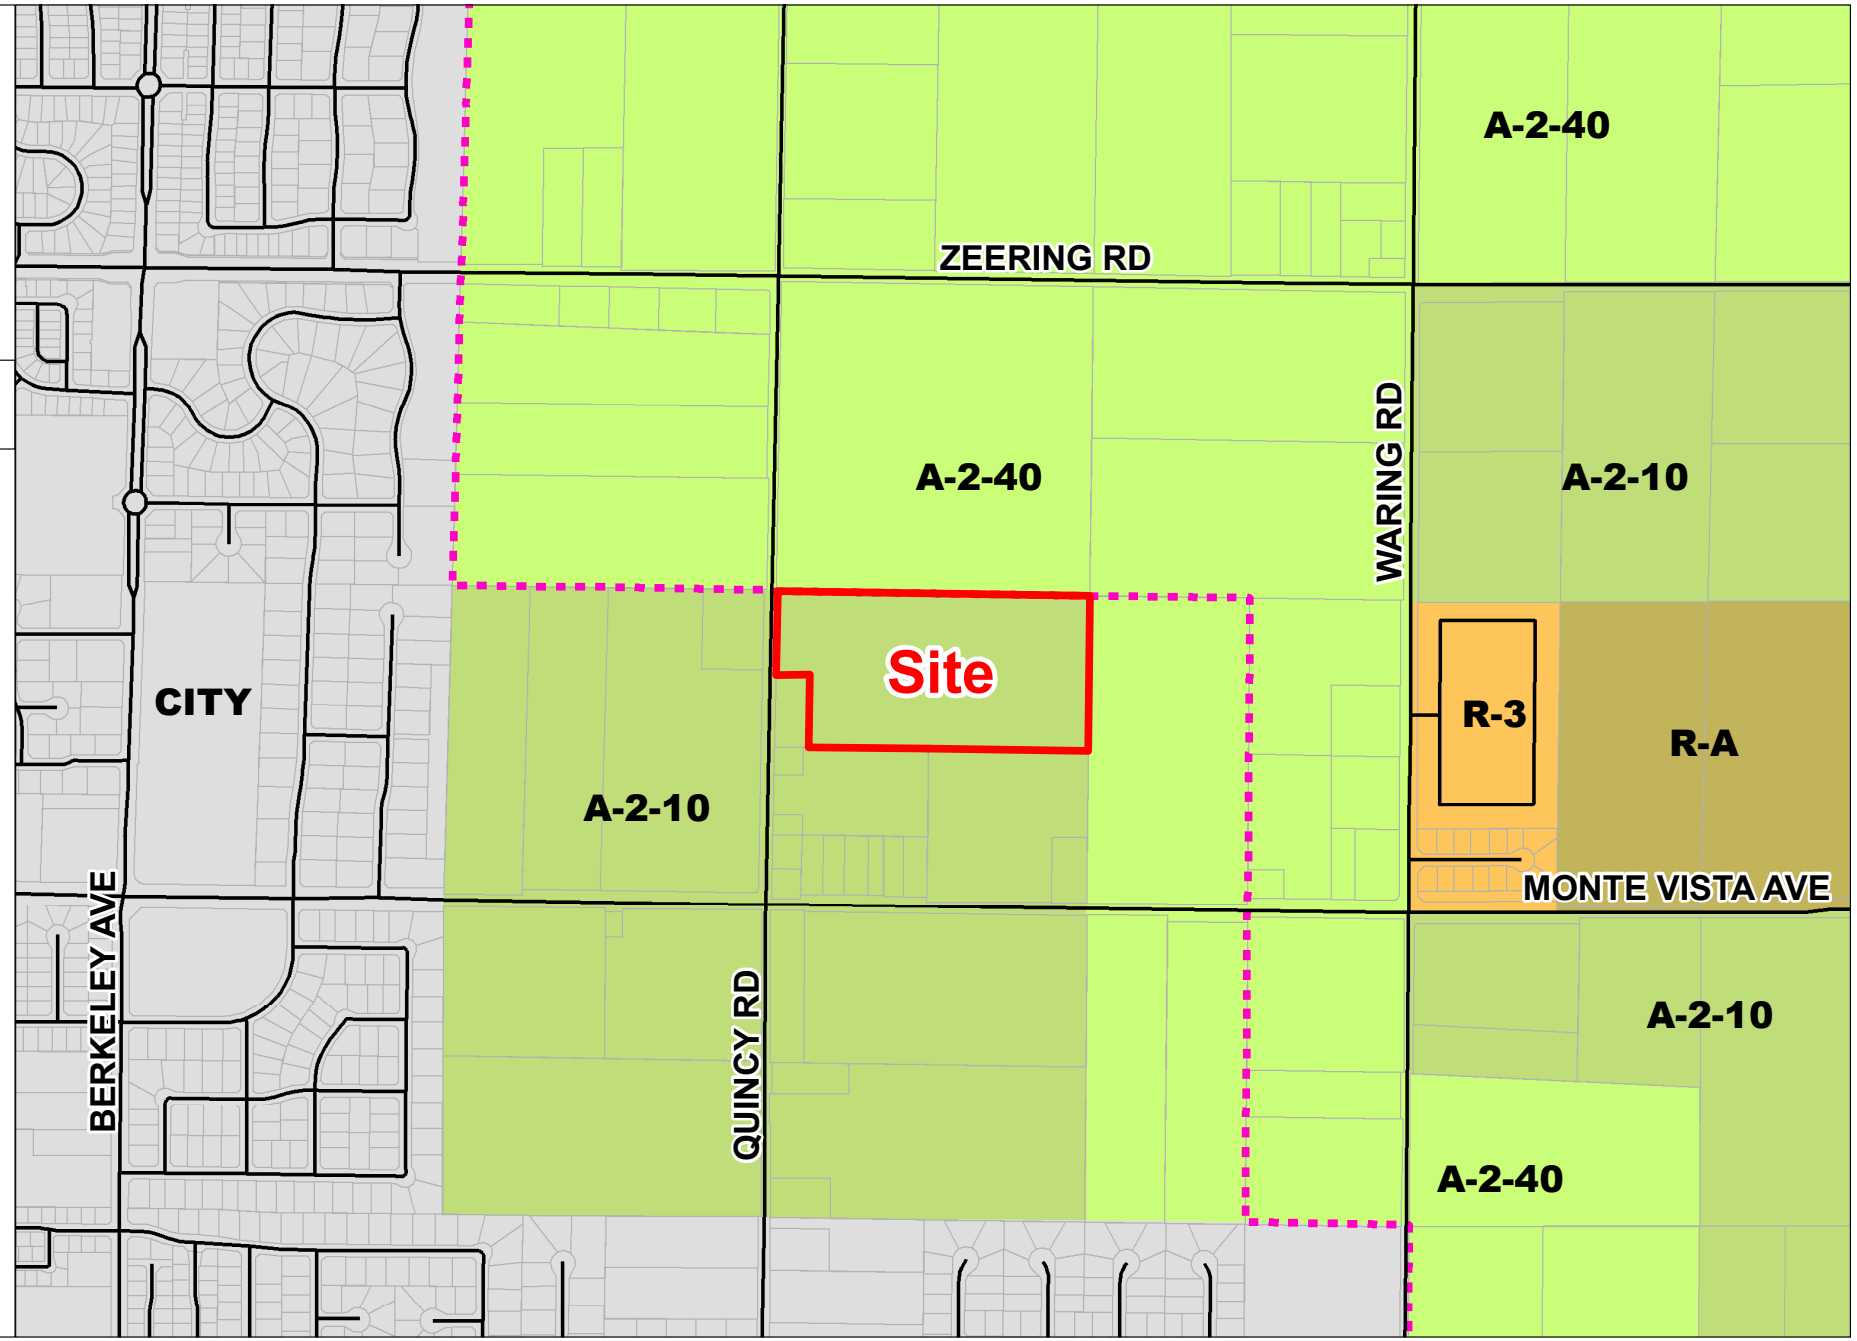 A-2-40
ZEERING RD
A-2-40
WARING RD
A-2-10
Site
CITY
R-3
R-A
A-2-10
MONTE VISTA AVE
BERKELEY AVE
QUINCY RD
A-2-10
A-2-40